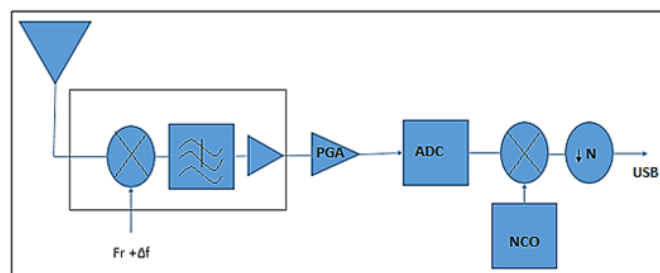 PGA
ADC
↓ N
USB
NCO
Fr +Δf